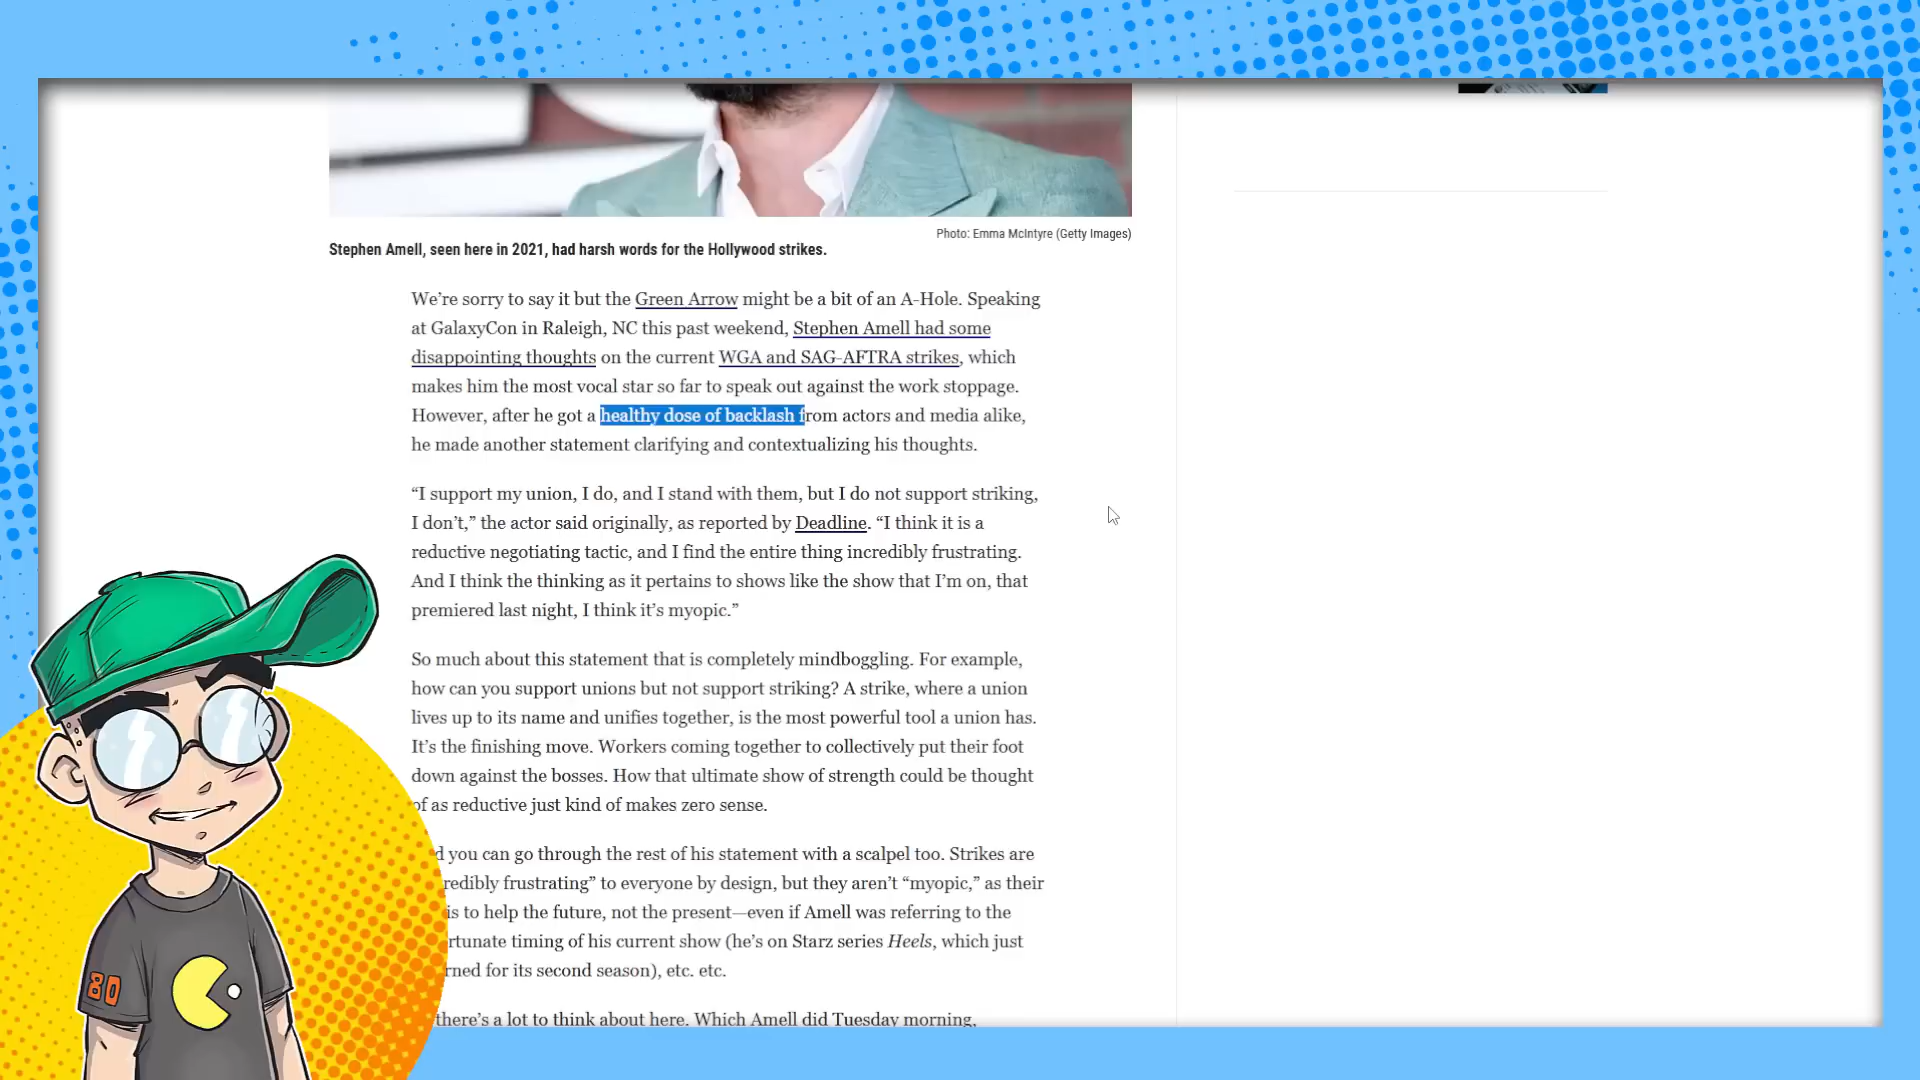 Photo: Emma McIntyre (Getty Images)
Stephen Amell, seen here in 2021, had harsh words for the Hollywood strikes.
We're sorry to say it but the Green Arrow might be a bit of an A-Hole. Speaking
at GalaxyCon in Raleigh, NC this past weekend, Stephen Amell had some
disappointing thoughts on the current WGA and SAG-AFTRA strikes, which
makes him the most vocal star so far to speak out against the work stoppage.
However, after he got a healthy dose of backlash from actors and media alike,
he made another statement clarifying and contextualizing his thoughts.
“I support my union, I do, and I stand with them, but I do not support striking,
I don't,” the actor said originally, as reported by Deadline. “I think it is a
reductive negotiating tactic, and I find the entire thing incredibly frustrating.
And I think the thinking as it pertains to shows like the show that I'm on, that
premiered last night, I think it's myopic.”
So much about this statement that is completely mindboggling. For example,
how can you support unions but not support striking? A strike, where a union
lives up to its name and unifies together, is the most powerful tool a union has.
It's the finishing move. Workers coming together to collectively put their foot
down against the bosses. How that ultimate show of strength could be thought
of as reductive just kind of makes zero sense.
d you can go through the rest of his statement with a scalpel too. Strikes are
redibly frustrating” to everyone by design, but they aren't “myopic,” as their
is to help the future, not the present—even if Amell was referring to the
rtunate timing of his current show (he's on Starz series Heels, which just
rned for its second season), etc. etc.
there's a lot to think about here. Which Amell did Tuesday morning,
80